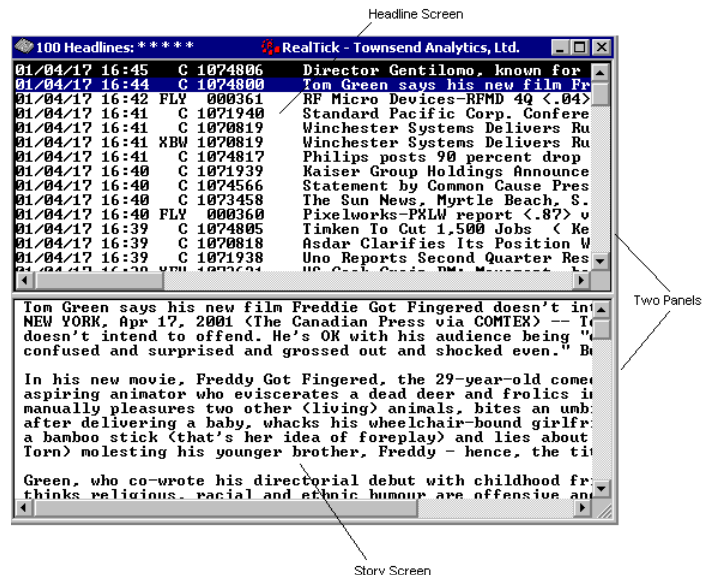 Headline Screen
100 Headlines: * * * * * RealTick - Townsend Analytics, Ltd.
01/04/17 16:45 C 1074806 Director Gentilomo, known for
01/04/17 16:44 C 1074800 Tom Green says his new film Fr
01/04/17 16:42 FLY 000361 RF Micro Devices-RFMD 4Q <.04>
01/04/17 16:41 C 1071940 Standard Pacific Corp. Confere
01/04/17 16:41 C 1070819 Winchester Systems Delivers Ru
01/04/17 16:41 XBW 1070819 Winchester Systems Delivers Ru
01/04/17 16:41 C 1074817 Philips posts 90 percent drop
01/04/17 16:40 C 1071939 Kaiser Group Holdings Announce
01/04/17 16:40 C 1074566 Statement by Common Cause Pres
01/04/17 16:40 C 1073458 The Sun News, Myrtle Beach, S.
01/04/17 16:40 FLY 000360 Pixelworks-PXLW report <.87> v
01/04/17 16:39 C 1074805 Timken To Cut 1,500 Jobs < Ke
01/04/17 16:39 C 1070818 Asdar Clarifies Its Position W
01/04/17 16:39 C 1071938 Uno Reports Second Quarter Res
01/04/17
Two Panels
Tom Green says his new film Freddie Got Fingered doesn't int
NEW YORK, Apr 17, 2001 (The Canadian Press via COMTEX) -- T
doesn't intend to offend. He's OK with his audience being "
confused and surprised and grossed out and shocked even." B
In his new movie, Freddy Got Fingered, the 29-year-old come
aspiring animator who eviscerates a dead deer and frolics i
manually pleasures two other (living) animals, bites an umb
after delivering a baby, whacks his wheelchair-bound girlfr
a bamboo stick (that's her idea of foreplay) and lies about
Torn) molesting his younger brother, Freddy - hence, the tit
Green, who co-wrote his directorial debut with childhood fr
thinks religious, racial and ethnic humour are offensive and
Story Screen